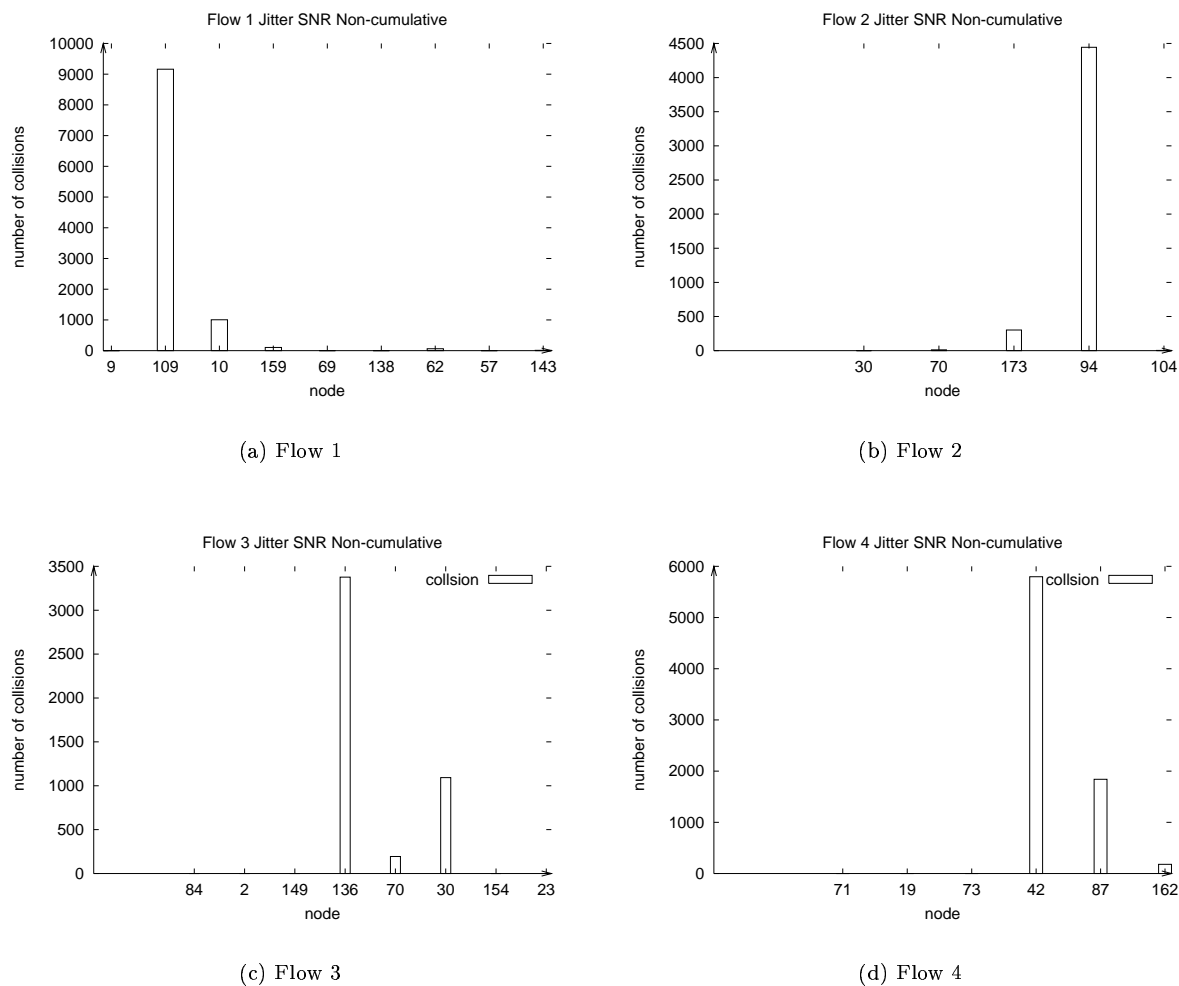 Flow 1 Jitter SNR Non-cumulative
10000
9000
8000
7000
6000
5000
4000
3000
2000
1000
0
number of collisions
9 109 10 159 69 138 62 57 143
node
(a) Flow 1
Flow 2 Jitter SNR Non-cumulative
4500
4000
3500
3000
2500
2000
1500
1000
500
0
number of collisions
30 70 173 94 104
node
(b) Flow 2
Flow 3 Jitter SNR Non-cumulative
collsion
3500
3000
2500
2000
1500
1000
500
0
number of collisions
84 2 149 136 70 30 154 23
node
(c) Flow 3
Flow 4 Jitter SNR Non-cumulative
collsion
6000
5000
4000
3000
2000
1000
0
number of collisions
71 19 73 42 87 162
node
(d) Flow 4